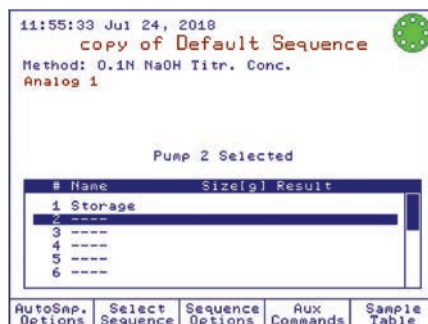 11:55:33 Jul 24, 2018
copy of Default Sequence
Method: 0.1N NaOH Titr. Conc.
Analog 1
Pump 2 Selected
# Name Size[g] Result
1 Storage
2 ----
3 ----
4 ----
5 ----
6 ----
AutoSmp. Options
Select Sequence
Sequence Options
Aux Commands
Sample Table